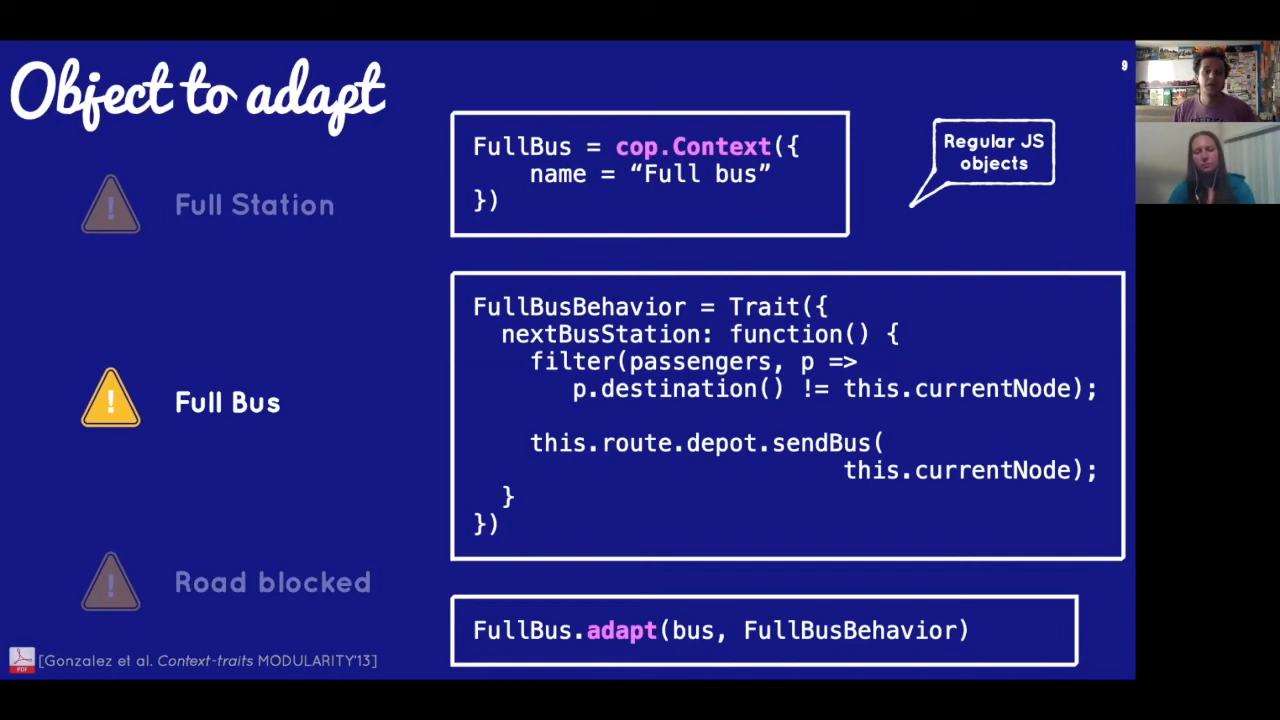 Object to adapt
9
FullBus = cop.Context({
name = “Full bus”
})
Regular JS
objects
Full Station
FullBusBehavior = Trait({
nextBusStation: function() {
filter(passengers, p =>
p.destination() != this.currentNode);
this.route.depot.sendBus(
this.currentNode);
}
})
Full Bus
Road blocked
FullBus.adapt(bus, FullBusBehavior)
PDF
[Gonzalez et al. Context-traits MODULARITY'13]